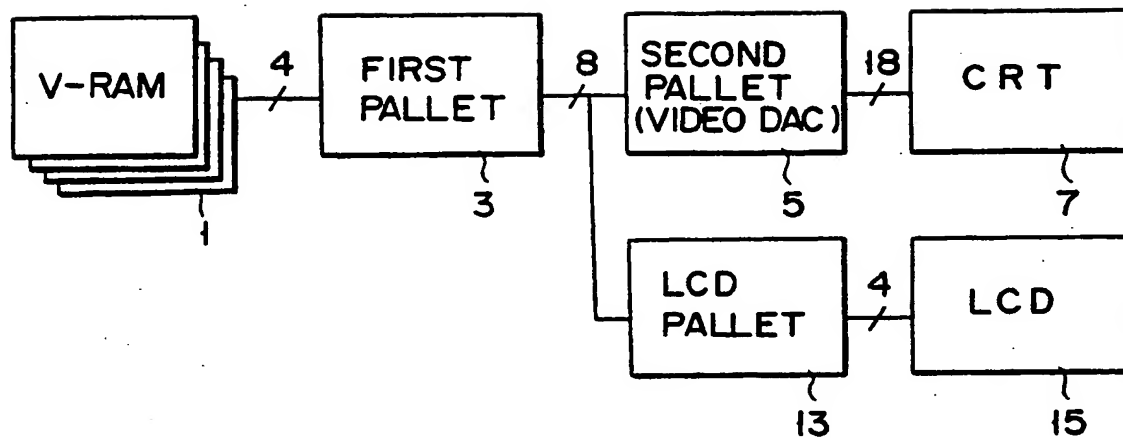 V-RAM
4
FIRST
PALLET
8
SECOND
PALLET
(VIDEO DAC)
18
CRT
1
3
5
7
LCD
PALLET
4
LCD
13
15